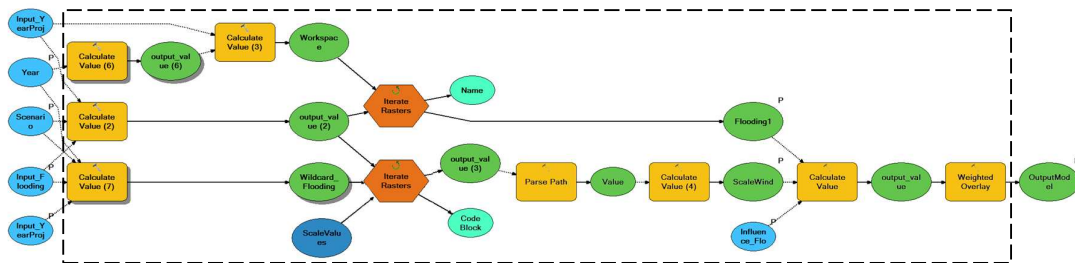 Input_Y
earProj
P
Calculate
Value (6)
output_val
ue (6)
Calculate
Value (3)
Workspac
e
Year
P
Iterate
Rasters
Name
P
Scenari
o
Calculate
Value (2)
output_val
ue (2)
Flooding1
P
Input_F
looding
P
Calculate
Value (7)
Wildcard_
Flooding
Iterate
Rasters
output_val
ue (3)
Parse Path
Value
Calculate
Value (4)
ScaleWind
Calculate
Value
output_val
ue
Weighted
Overlay
OutputMod
el
P
Input_Y
earProj
P
ScaleValu
es
Code
Block
Influen
ce_Flo
P